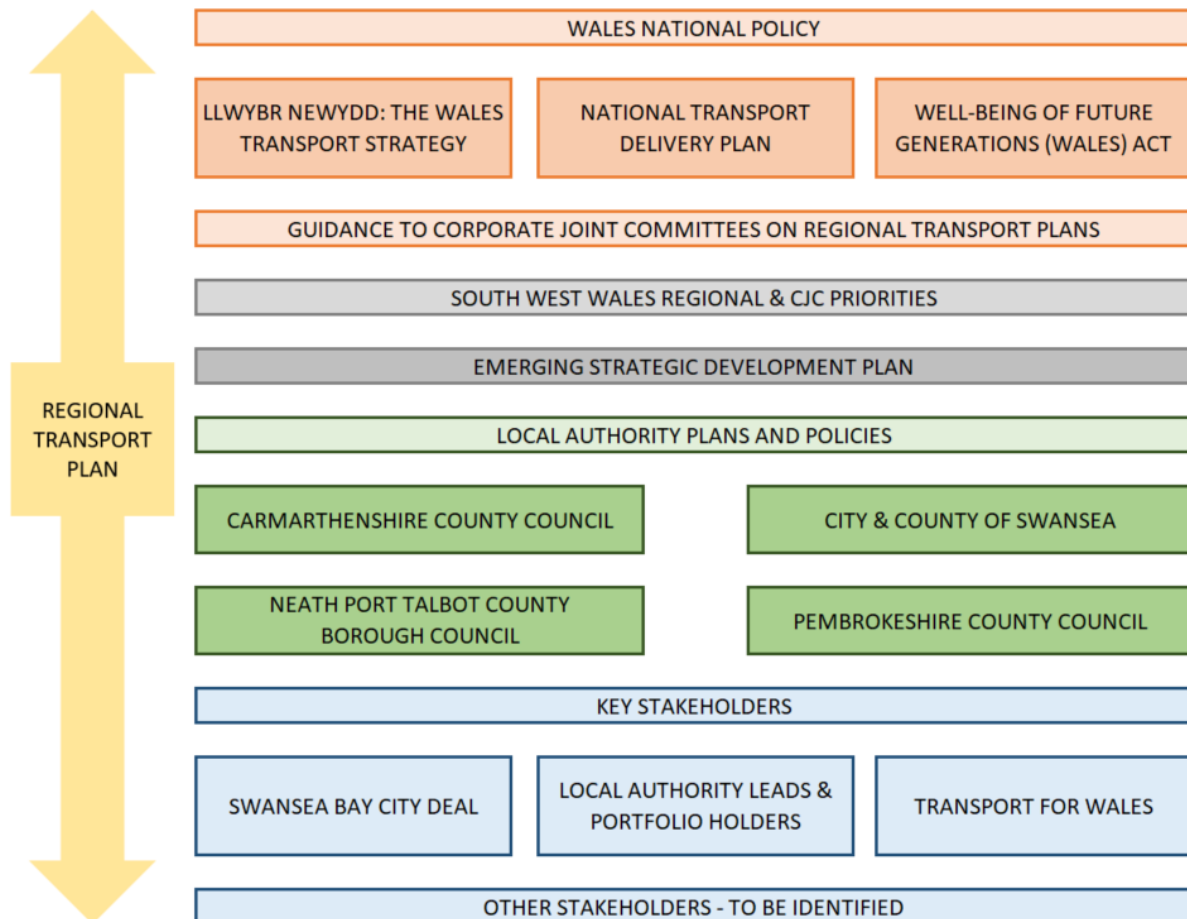 WALES NATIONAL POLICY
LLWYBR NEWYDD: THE WALES
TRANSPORT STRATEGY
NATIONAL TRANSPORT
DELIVERY PLAN
WELL-BEING OF FUTURE
GENERATIONS (WALES) ACT
GUIDANCE TO CORPORATE JOINT COMMITTEES ON REGIONAL TRANSPORT PLANS
SOUTH WEST WALES REGIONAL & CJC PRIORITIES
EMERGING STRATEGIC DEVELOPMENT PLAN
REGIONAL
TRANSPORT
PLAN
LOCAL AUTHORITY PLANS AND POLICIES
CARMARTHENSHIRE COUNTY COUNCIL
CITY & COUNTY OF SWANSEA
NEATH PORT TALBOT COUNTY
BOROUGH COUNCIL
PEMBROKESHIRE COUNTY COUNCIL
KEY STAKEHOLDERS
SWANSEA BAY CITY DEAL
LOCAL AUTHORITY LEADS &
PORTFOLIO HOLDERS
TRANSPORT FOR WALES
OTHER STAKEHOLDERS - TO BE IDENTIFIED